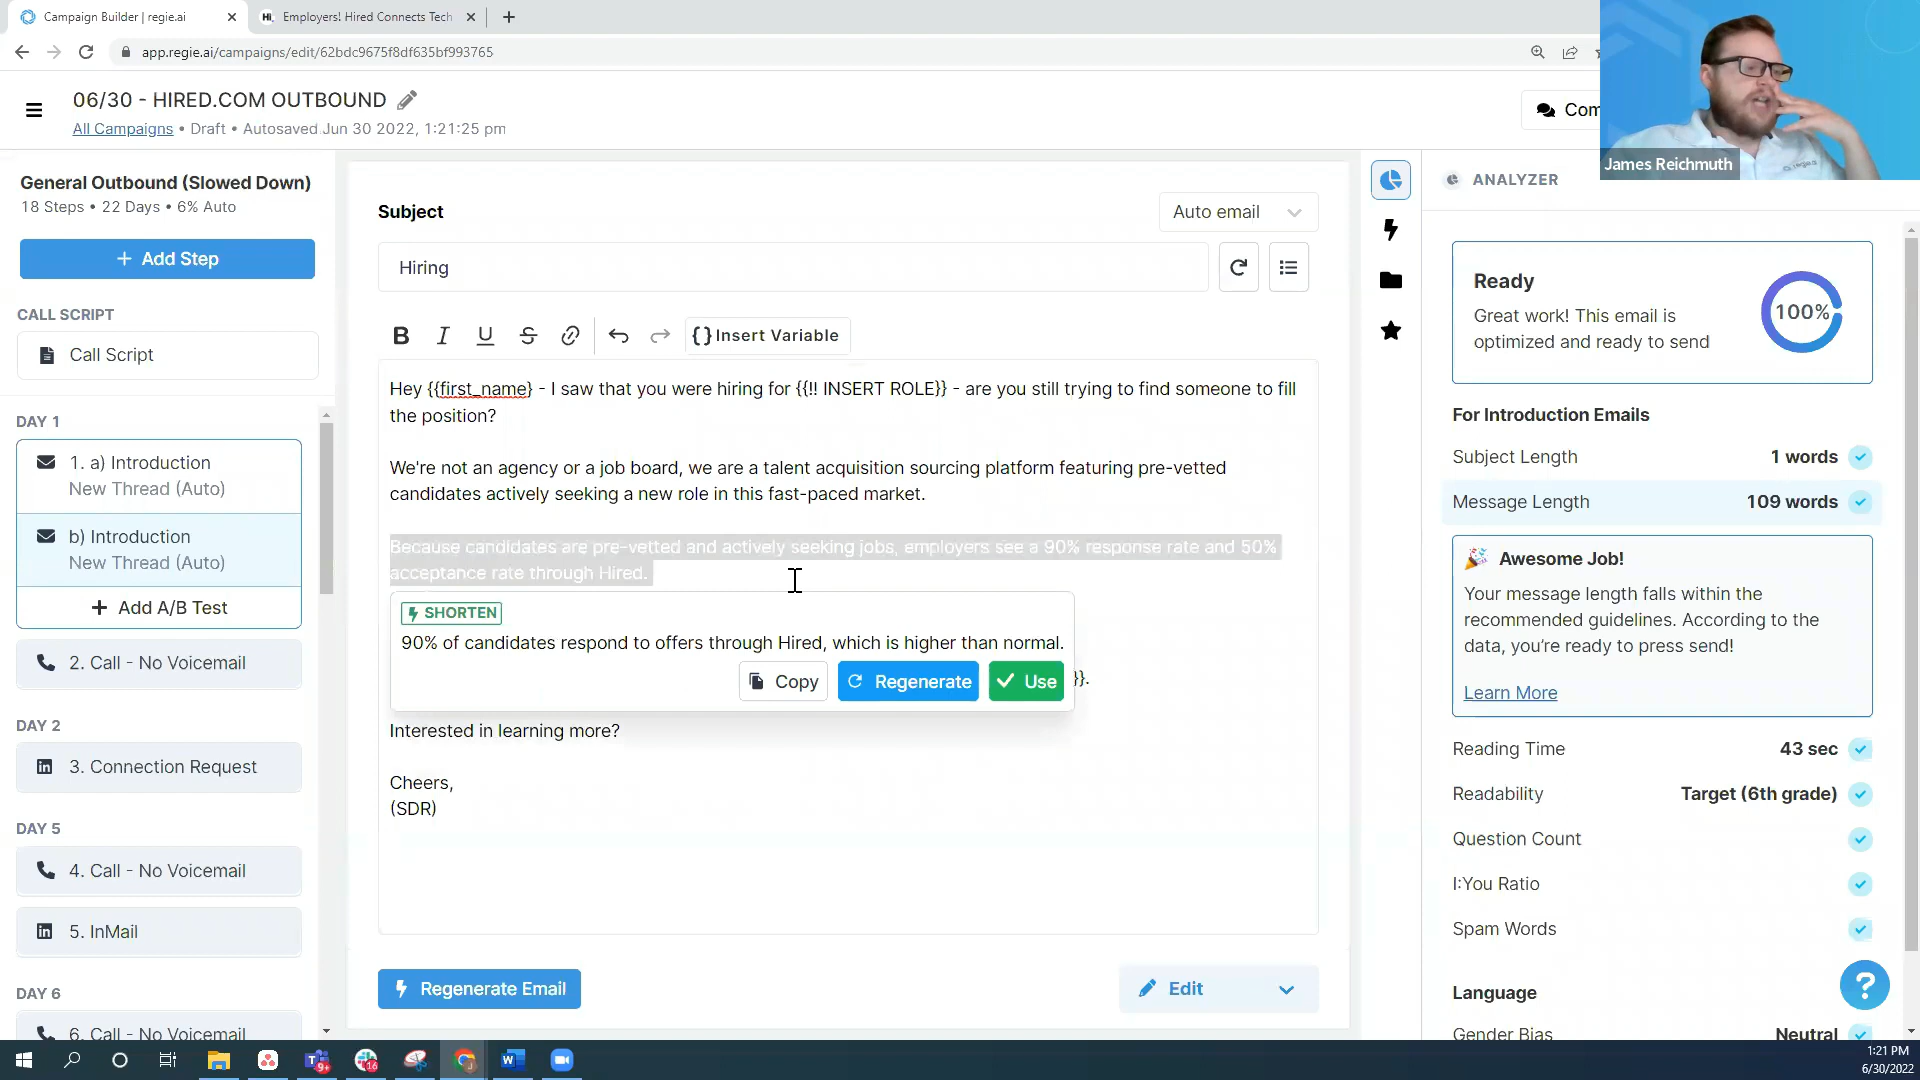 Campaign Builder | regie.ai
Hi. Employers! Hired Connects Tech
app.regie.ai/campaigns/edit/62bdc9675f8df635bf993765
06/30 - HIRED.COM OUTBOUND
All Campaigns • Draft • Autosaved Jun 30 2022, 1:21:25 pm
Com
James Reichmuth
General Outbound (Slowed Down)
18 Steps • 22 Days • 6% Auto
+ Add Step
CALL SCRIPT
Call Script
DAY 1
1. a) Introduction
New Thread (Auto)
b) Introduction
New Thread (Auto)
+ Add A/B Test
2. Call - No Voicemail
DAY 2
3. Connection Request
DAY 5
4. Call - No Voicemail
5. InMail
DAY 6
6. Call - No Voicemail
Subject
Auto email
Hiring
B I U S {} Insert Variable
Hey {{first_name} - I saw that you were hiring for {{!! INSERT ROLE}} - are you still trying to find someone to fill
the position?
We're not an agency or a job board, we are a talent acquisition sourcing platform featuring pre-vetted
candidates actively seeking a new role in this fast-paced market.
Because candidates are pre-vetted and actively seeking jobs, employers see a 90% response rate and 50%
acceptance rate through Hired.
SHORTEN
90% of candidates respond to offers through Hired, which is higher than normal.
Copy
Regenerate
Use
}}.
Interested in learning more?
Cheers,
(SDR)
Regenerate Email
Edit
ANALYZER
Ready
Great work! This email is
optimized and ready to send
100%
For Introduction Emails
Subject Length 1 words
Message Length 109 words
Awesome Job!
Your message length falls within the
recommended guidelines. According to the
data, you're ready to press send!
Learn More
Reading Time 43 sec
Readability Target (6th grade)
Question Count
I:You Ratio
Spam Words
Language
Gender Bias Neutral
?
9+
16
1:21 PM
6/30/2022